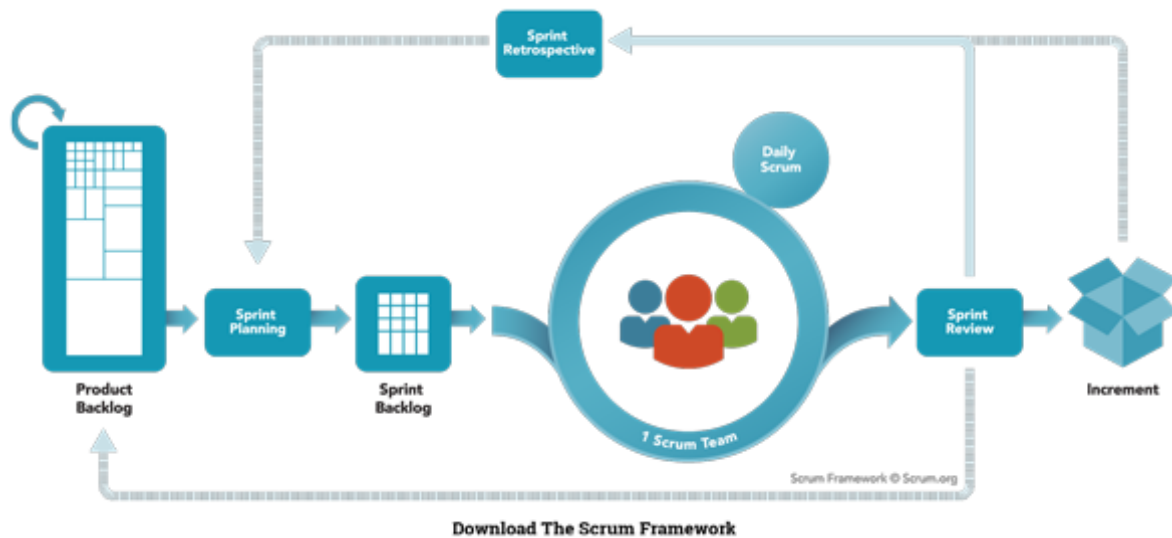 Sprint
Retrospective
Daily
Scrum
Sprint
Planning
Sprint
Review
Product
Backlog
Sprint
Backlog
Increment
1 Scrum Team
Scrum Framework © Scrum.org
Download The Scrum Framework